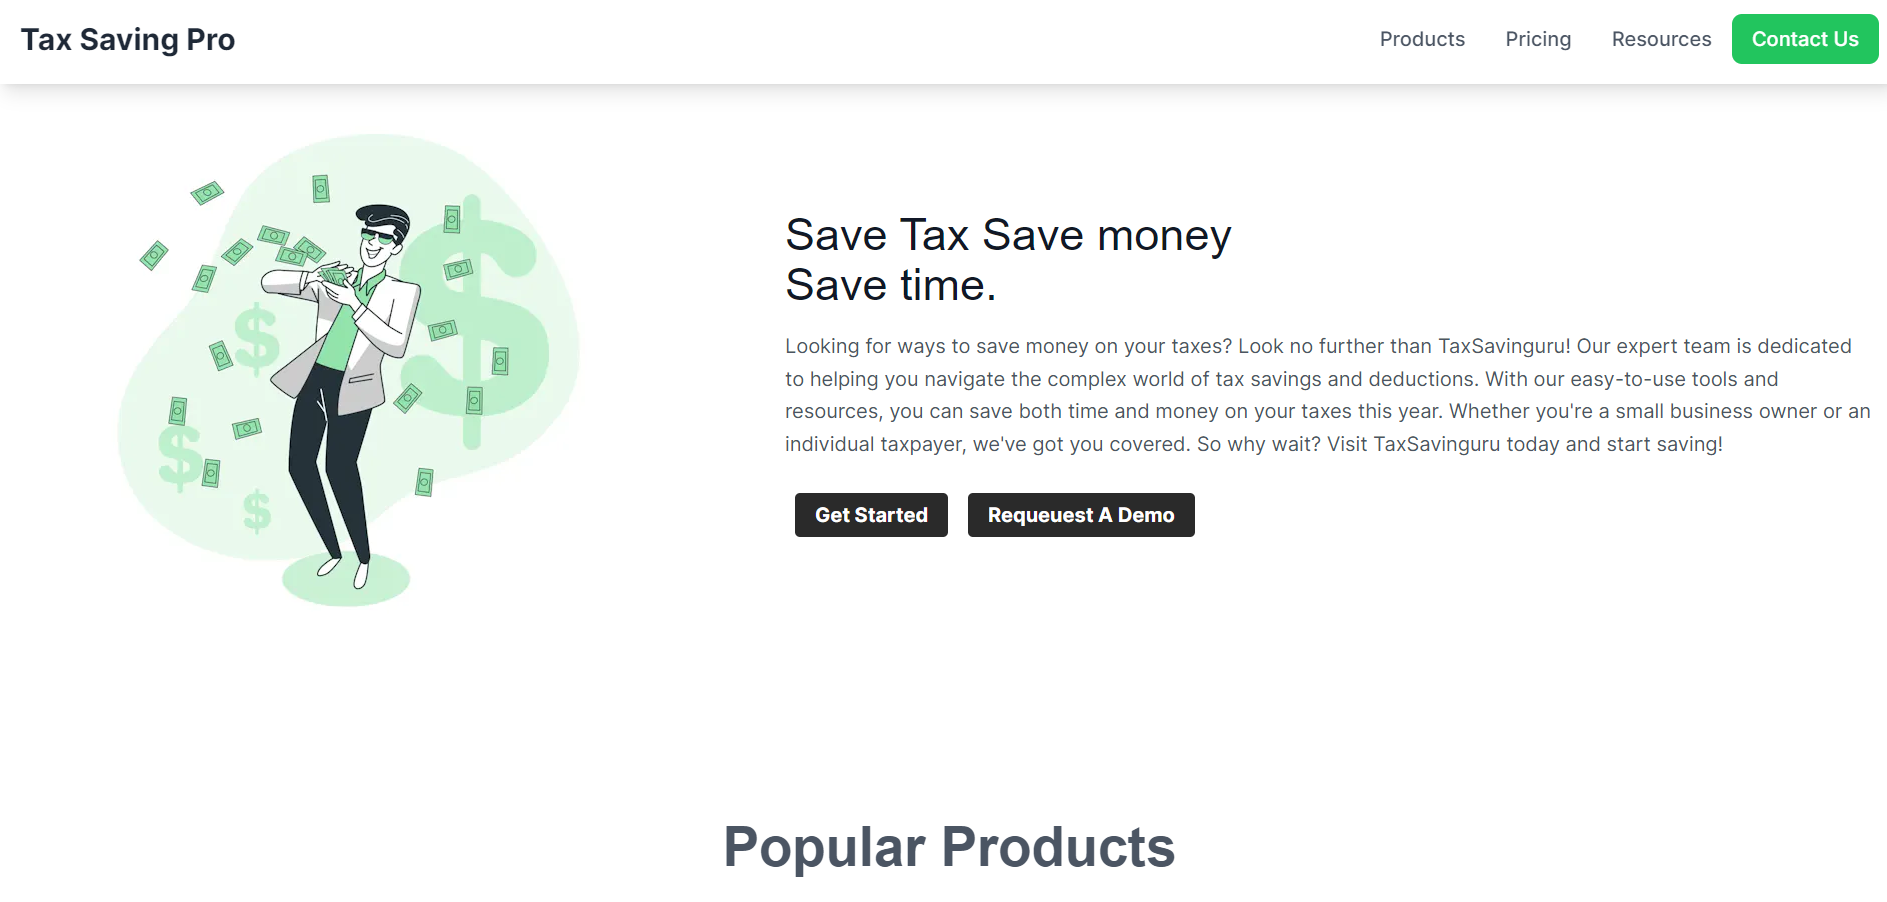 Tax Saving Pro
Products
Pricing
Resources
Contact Us
Save Tax Save money
Save time.
Looking for ways to save money on your taxes? Look no further than TaxSavinguru! Our expert team is dedicated
to helping you navigate the complex world of tax savings and deductions. With our easy-to-use tools and
resources, you can save both time and money on your taxes this year. Whether you're a small business owner or an
individual taxpayer, we've got you covered. So why wait? Visit TaxSavinguru today and start saving!
Get Started
Requeuest A Demo
Popular Products